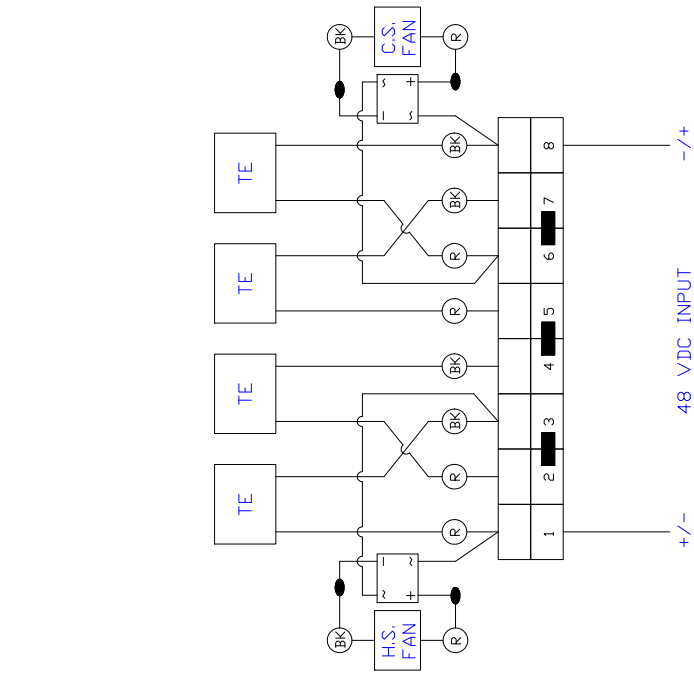 TE TE TE TE
BK BK
H.S.
FAN
~ −
+ ~
− ~
~ +
C.S.
FAN
R R R BK BK R R BK BK R
1 2 3 4 5 6 7 8
+/- 48 VDC INPUT -/+